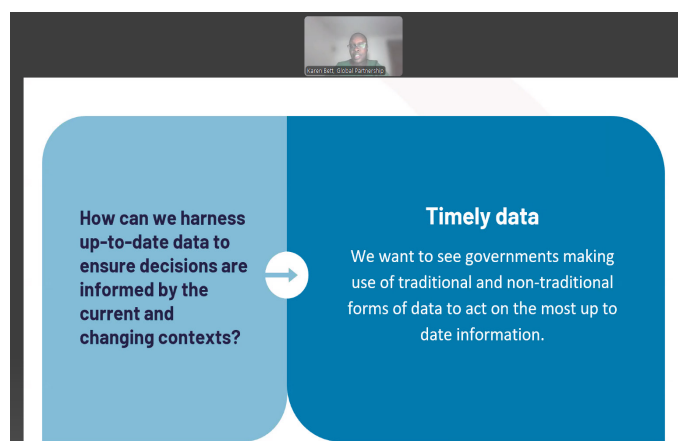 Karen Bett, Global Partnership
How can we harness
up-to-date data to
ensure decisions are
informed by the
current and
changing contexts?
Timely data
We want to see governments making
use of traditional and non-traditional
forms of data to act on the most up to
date information.